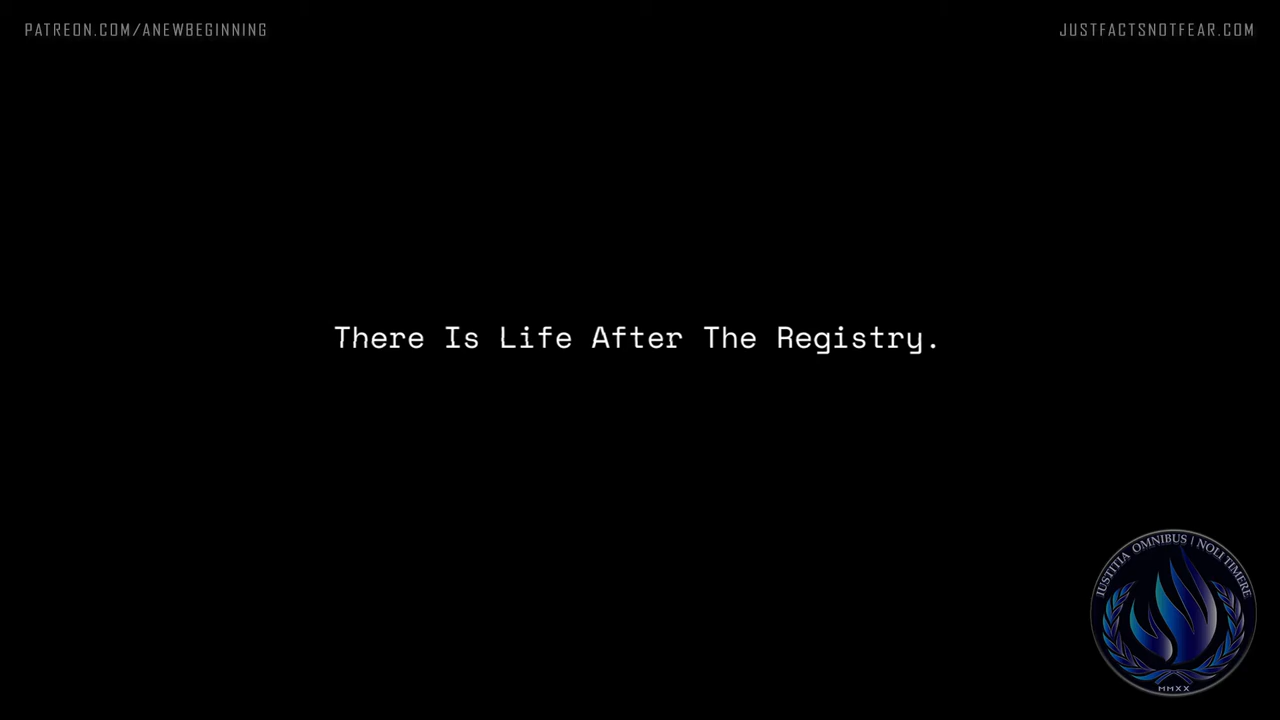 PATREON.COM/ANEWBEGINNING
JUSTFACTSNOTFEAR.COM
There Is Life After The Registry.
IUSTITIA OMNIBUS | NOLI TIMERE
MMXX